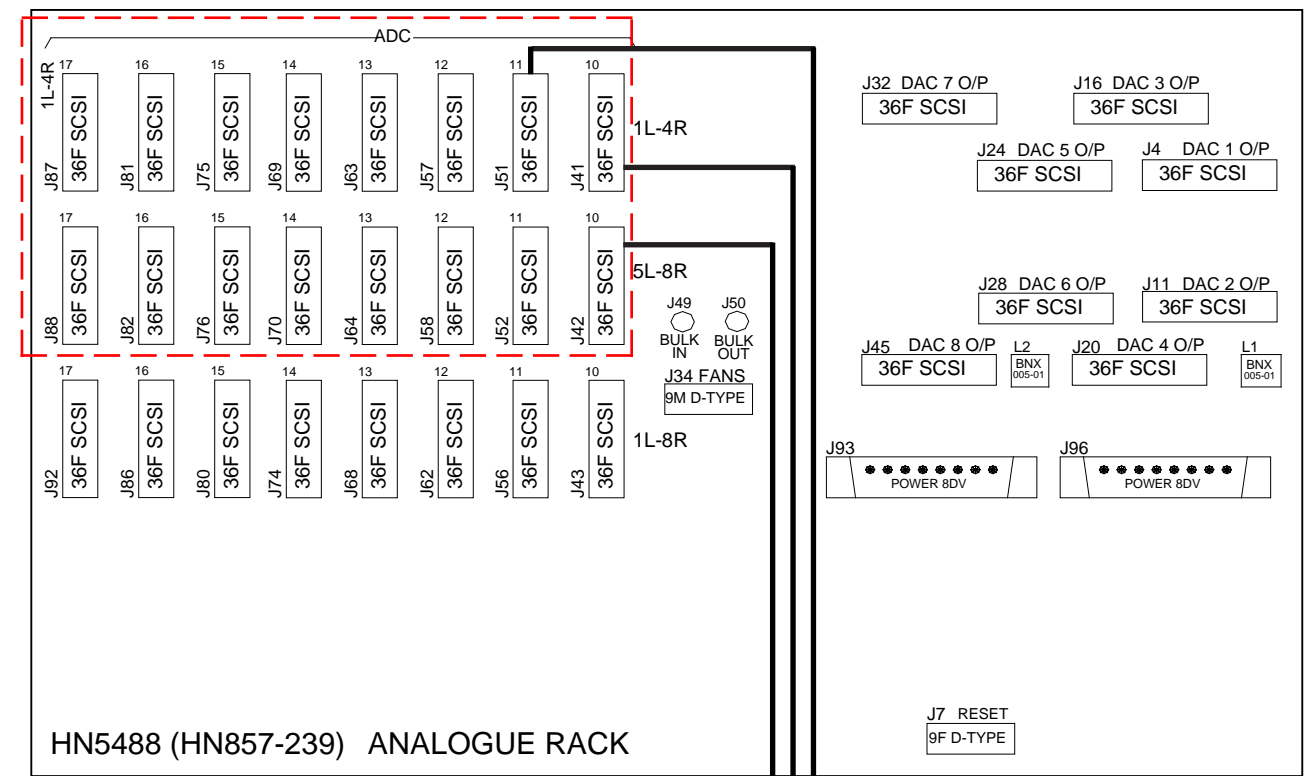 ADC
1L-4R
17 16 15 14 13 12 11 10
J87 36F SCSI J81 36F SCSI J75 36F SCSI J69 36F SCSI J63 36F SCSI J57 36F SCSI J51 36F SCSI J41 36F SCSI
1L-4R
17 16 15 14 13 12 11 10
J88 36F SCSI J82 36F SCSI J76 36F SCSI J70 36F SCSI J64 36F SCSI J58 36F SCSI J52 36F SCSI J42 36F SCSI
5L-8R
17 16 15 14 13 12 11 10
J92 36F SCSI J86 36F SCSI J80 36F SCSI J74 36F SCSI J68 36F SCSI J62 36F SCSI J56 36F SCSI J43 36F SCSI
1L-8R
J49 J50
BULK IN
BULK OUT
J34 FANS
9M D-TYPE
J32 DAC 7 O/P
36F SCSI
J16 DAC 3 O/P
36F SCSI
J24 DAC 5 O/P
36F SCSI
J4 DAC 1 O/P
36F SCSI
J28 DAC 6 O/P
36F SCSI
J11 DAC 2 O/P
36F SCSI
J45 DAC 8 O/P
36F SCSI
L2
BNX
005-01
J20 DAC 4 O/P
36F SCSI
L1
BNX
005-01
J93
POWER 8DV
J96
POWER 8DV
J7 RESET
9F D-TYPE
HN5488 (HN857-239) ANALOGUE RACK